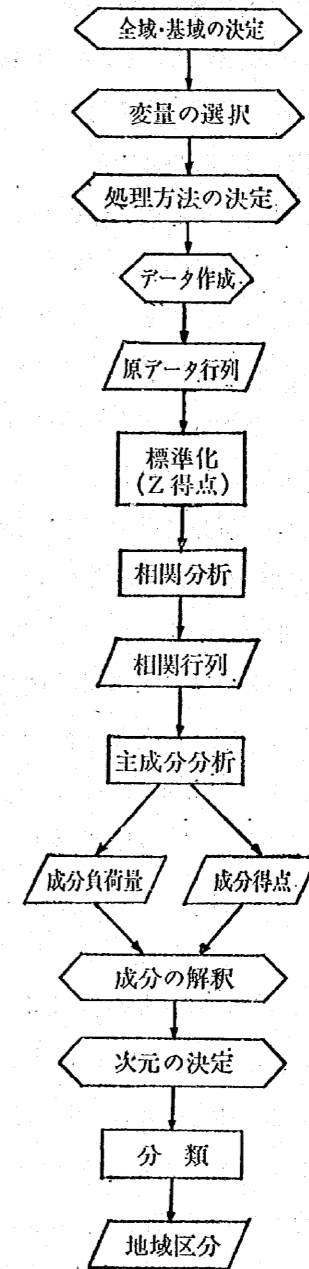 全域・基域の決定
変量の選択
処理方法の決定
データ作成
原データ行列
標準化
(Z得点)
相関分析
相関行列
主成分分析
成分負荷量
成分得点
成分の解釈
次元の決定
分　類
地域区分